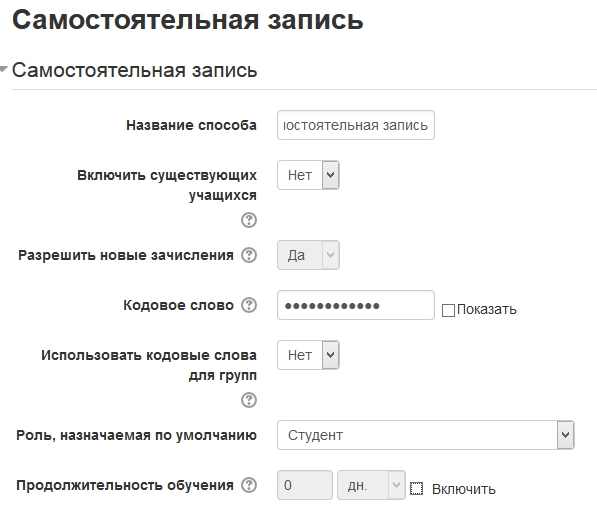 Самостоятельная запись
Самостоятельная запись
Название способа
остоятельная запись
Включить существующих
учащихся
Нет
Разрешить новые зачисления
Да
Кодовое слово
●●●●●●●●●●●●
Показать
Использовать кодовые слова
для групп
Нет
Роль, назначаемая по умолчанию
Студент
Продолжительность обучения
0
дн.
Включить